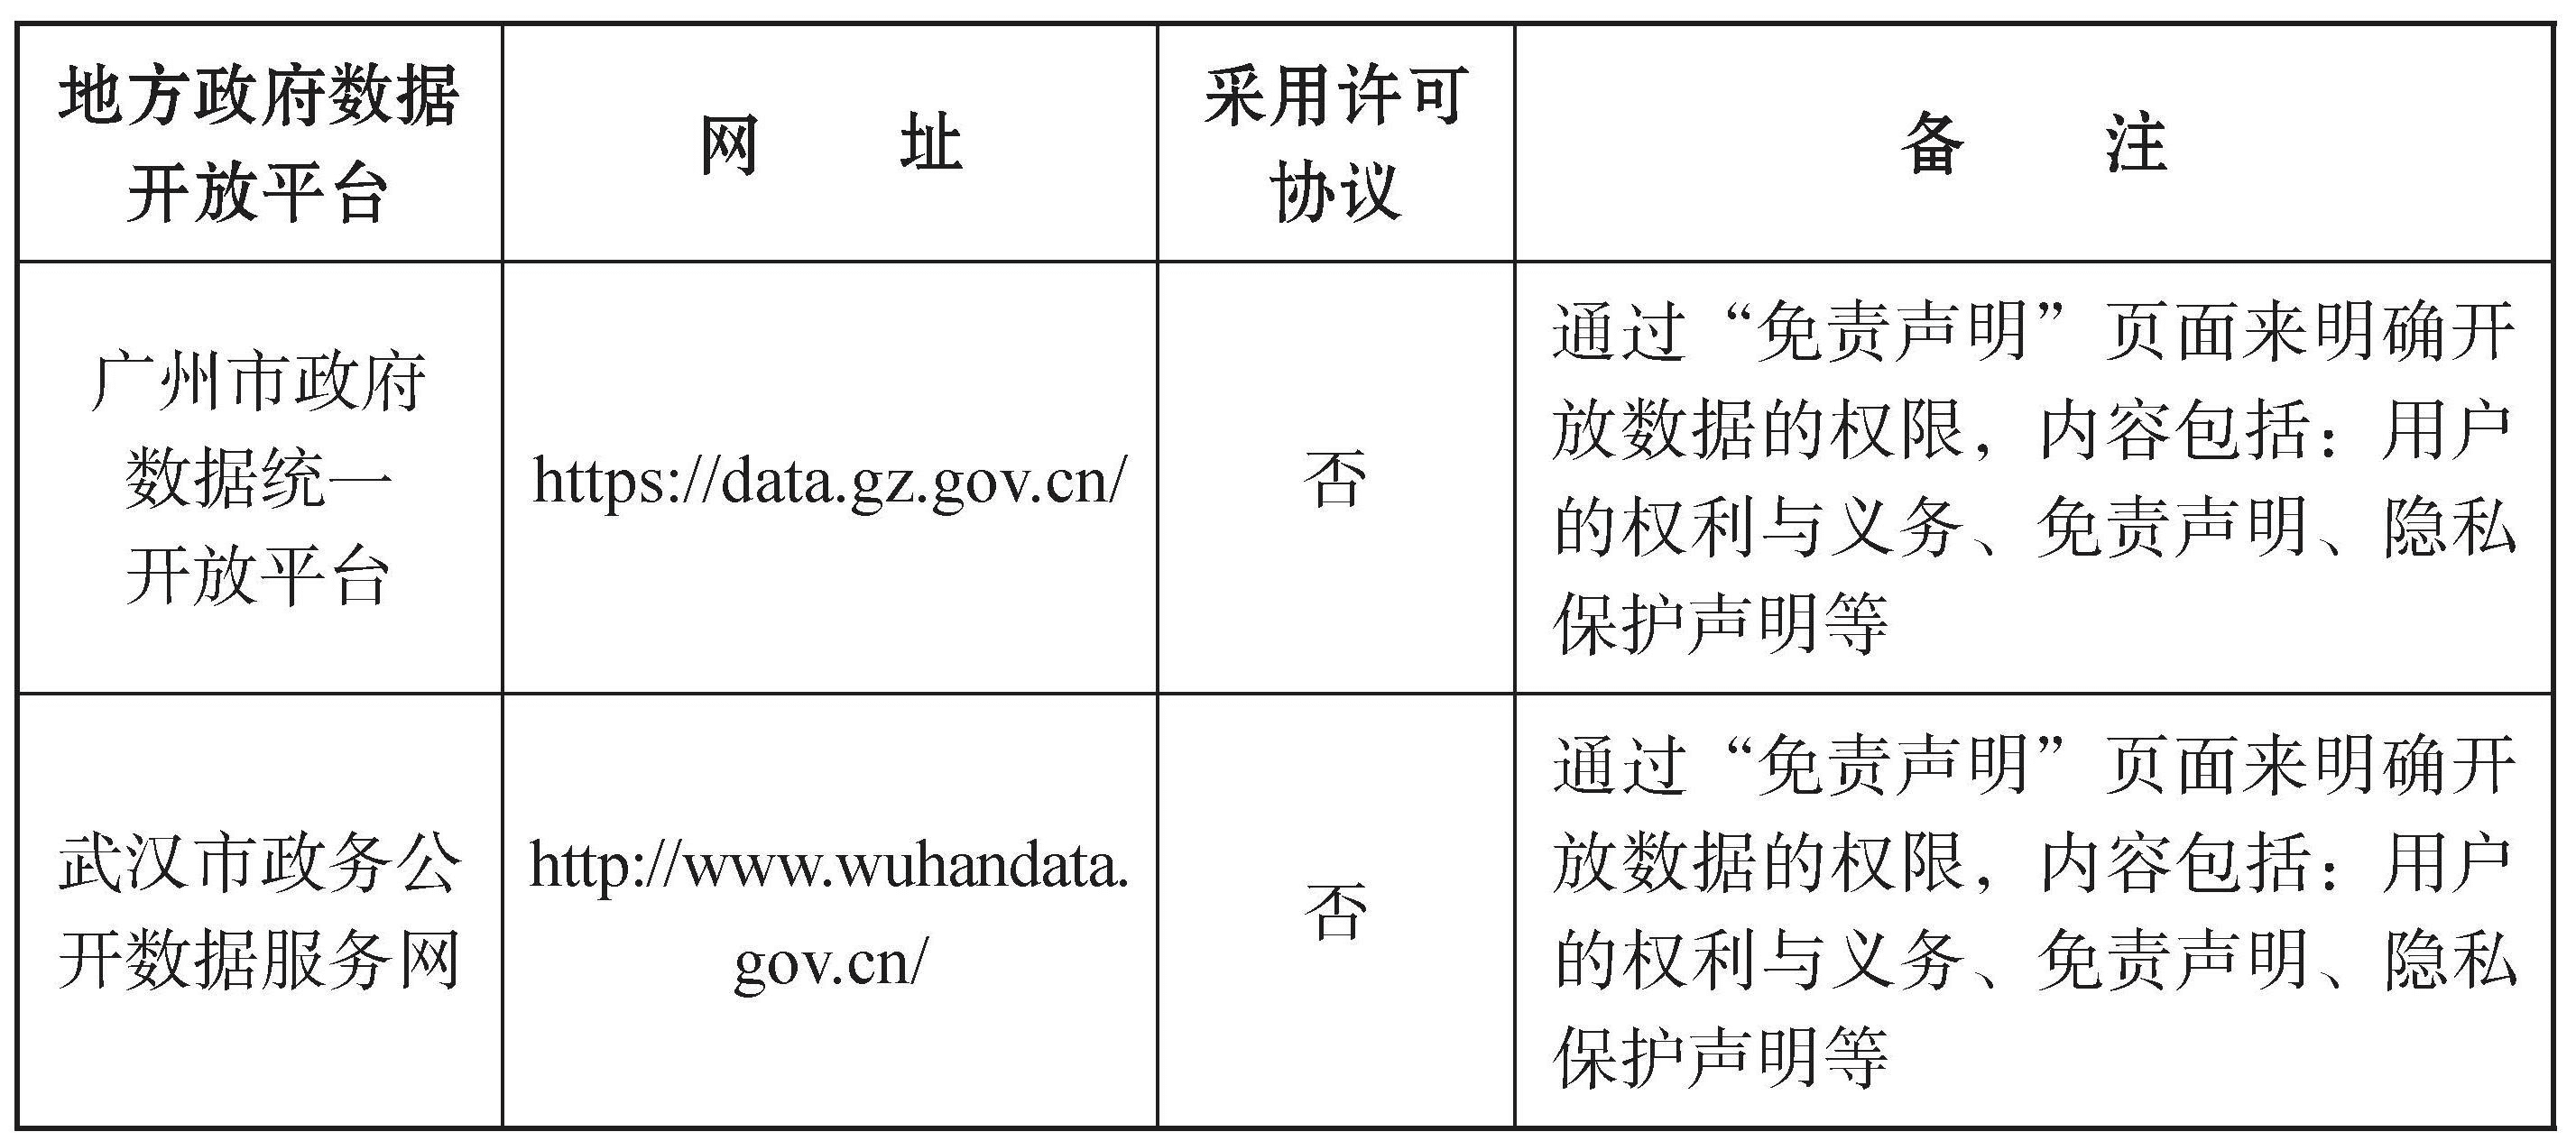 地方政府数据
开放平台
网 址
采用许可
协议
备 注
广州市政府
数据统一
开放平台
https://data.gz.gov.cn/
否
通过“免责声明”页面来明确开
放数据的权限，内容包括：用户
的权利与义务、免责声明、隐私
保护声明等
武汉市政务公
开数据服务网
http://www.wuhandata.
gov.cn/
否
通过“免责声明”页面来明确开
放数据的权限，内容包括：用户
的权利与义务、免责声明、隐私
保护声明等